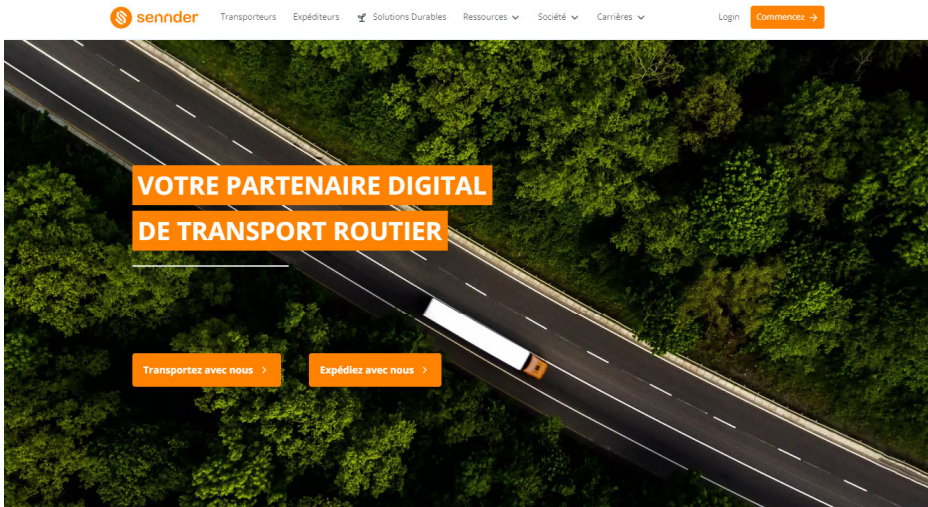 sennder
Transporteurs Expéditeurs Solutions Durables Ressources Société Carrières Login Commencez
VOTRE PARTENAIRE DIGITAL
DE TRANSPORT ROUTIER
Transportez avec nous Expédiez avec nous